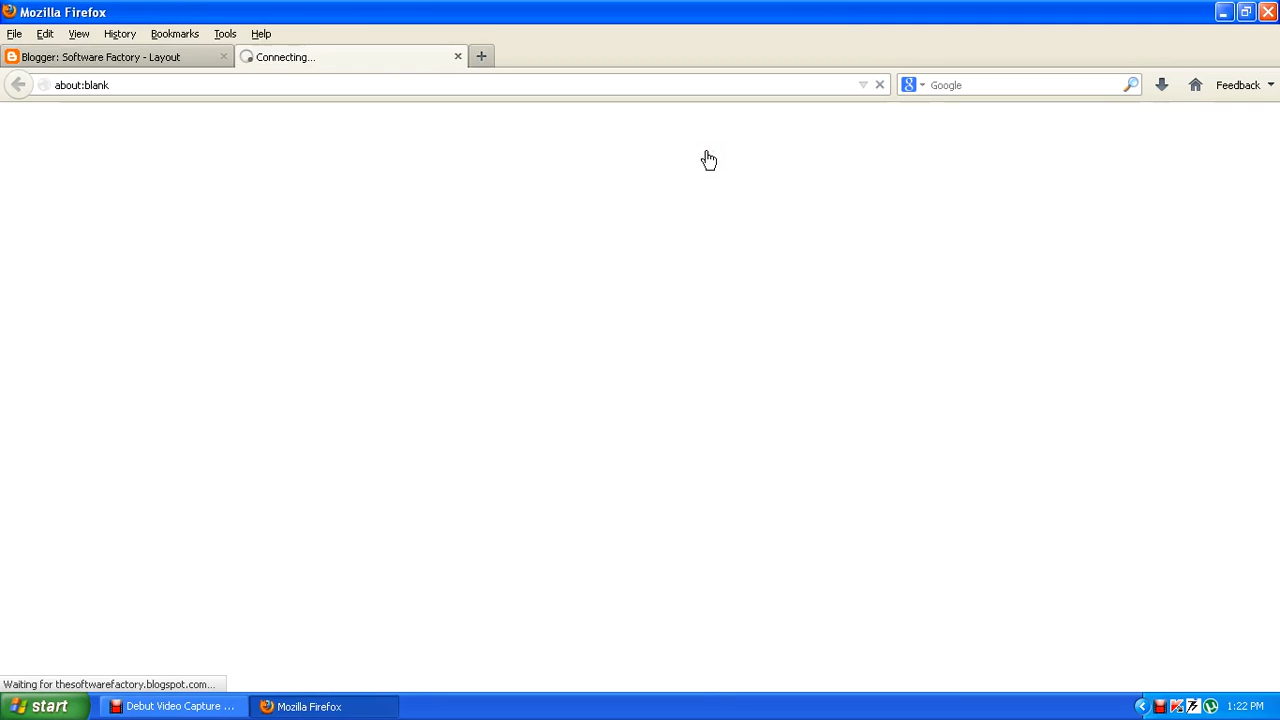 Mozilla Firefox
File Edit View History Bookmarks Tools Help
Blogger: Software Factory - Layout Connecting...
about:blank Google Feedback
Waiting for thesoftwarefactory.blogspot.com...
start Debut Video Capture ... Mozilla Firefox 1:22 PM